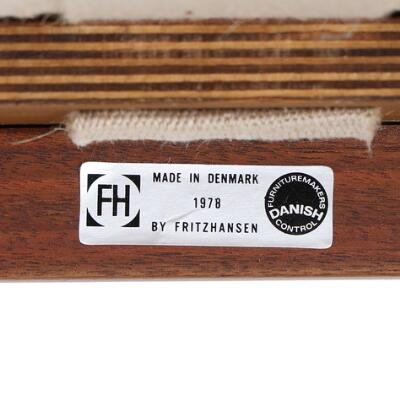 FH
MADE IN DENMARK
1978
BY FRITZHANSEN
FURNITUREMAKERS
DANISH
CONTROL